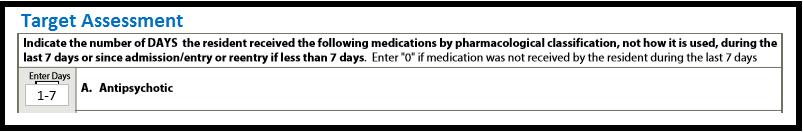 Target Assessment
Indicate the number of DAYS the resident received the following medications by pharmacological classification, not how it is used, during the
last 7 days or since admission/entry or reentry if less than 7 days. Enter "0" if medication was not received by the resident during the last 7 days
Enter Days
1-7
A. Antipsychotic